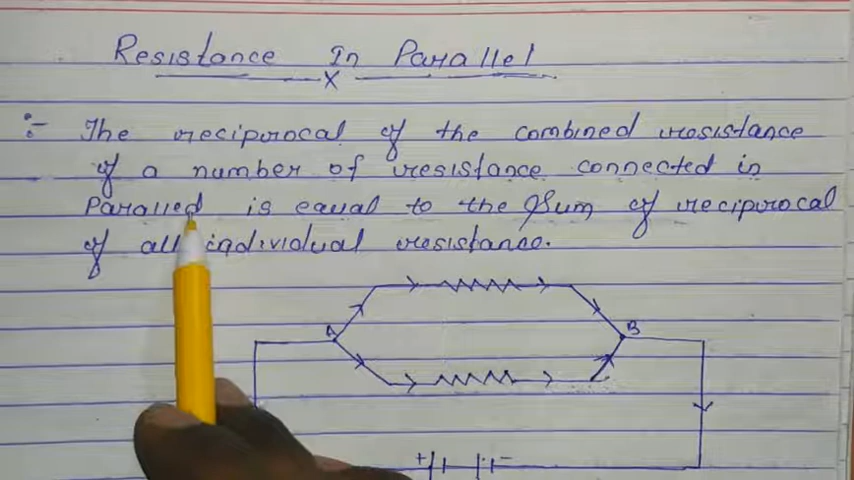 Resistance In Parallel
x
:- The reciprocal of the combined resistance
of a number of resistance connected in
Paralled is equal to the sum of reciprocal
of all individual resistance.
A
B
+ -